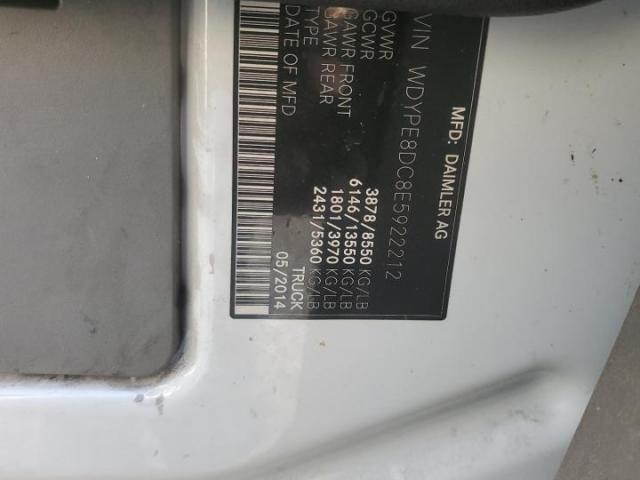 MFD: DAIMLER AG
VIN WDYPE8DC8E5922212
GVWR 3878/8550 KG/LB
GCWR 6146/13550 KG/LB
GAWR FRONT 1801/3970 KG/LB
GAWR REAR 2431/5360 KG/LB
TYPE TRUCK
DATE OF MFD 05/2014